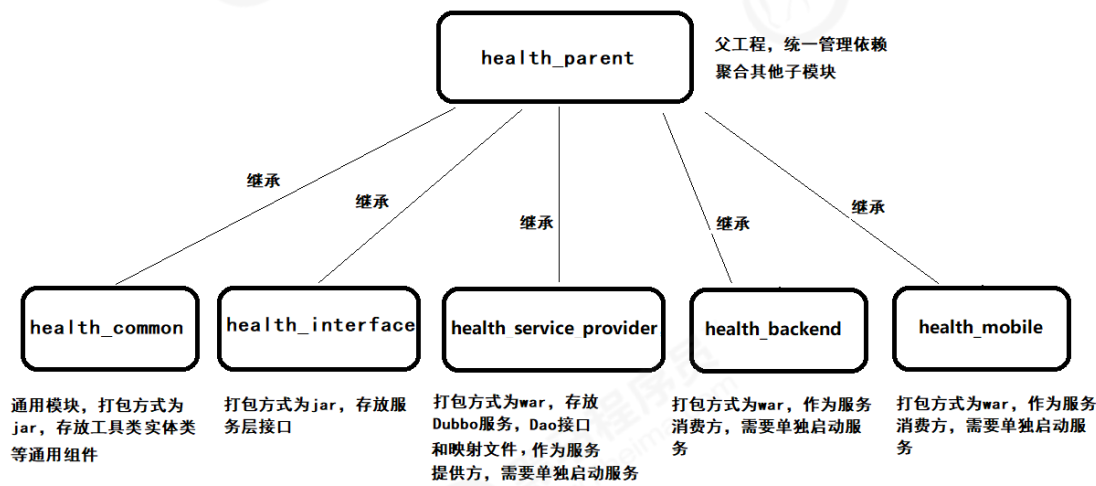 health_parent
父工程，统一管理依赖
聚合其他子模块
继承
继承
继承
继承
继承
health_common
health_interface
health_service_provider
health_backend
health_mobile
通用模块，打包方式为
jar，存放工具类实体类
等通用组件
打包方式为jar，存放服
务层接口
打包方式为war，存放
Dubbo服务，Dao接口
和映射文件，作为服务
提供方，需要单独启动服务
打包方式为war，作为服务
消费方，需要单独启动服
务
打包方式为war，作为服务
消费方，需要单独启动服
务